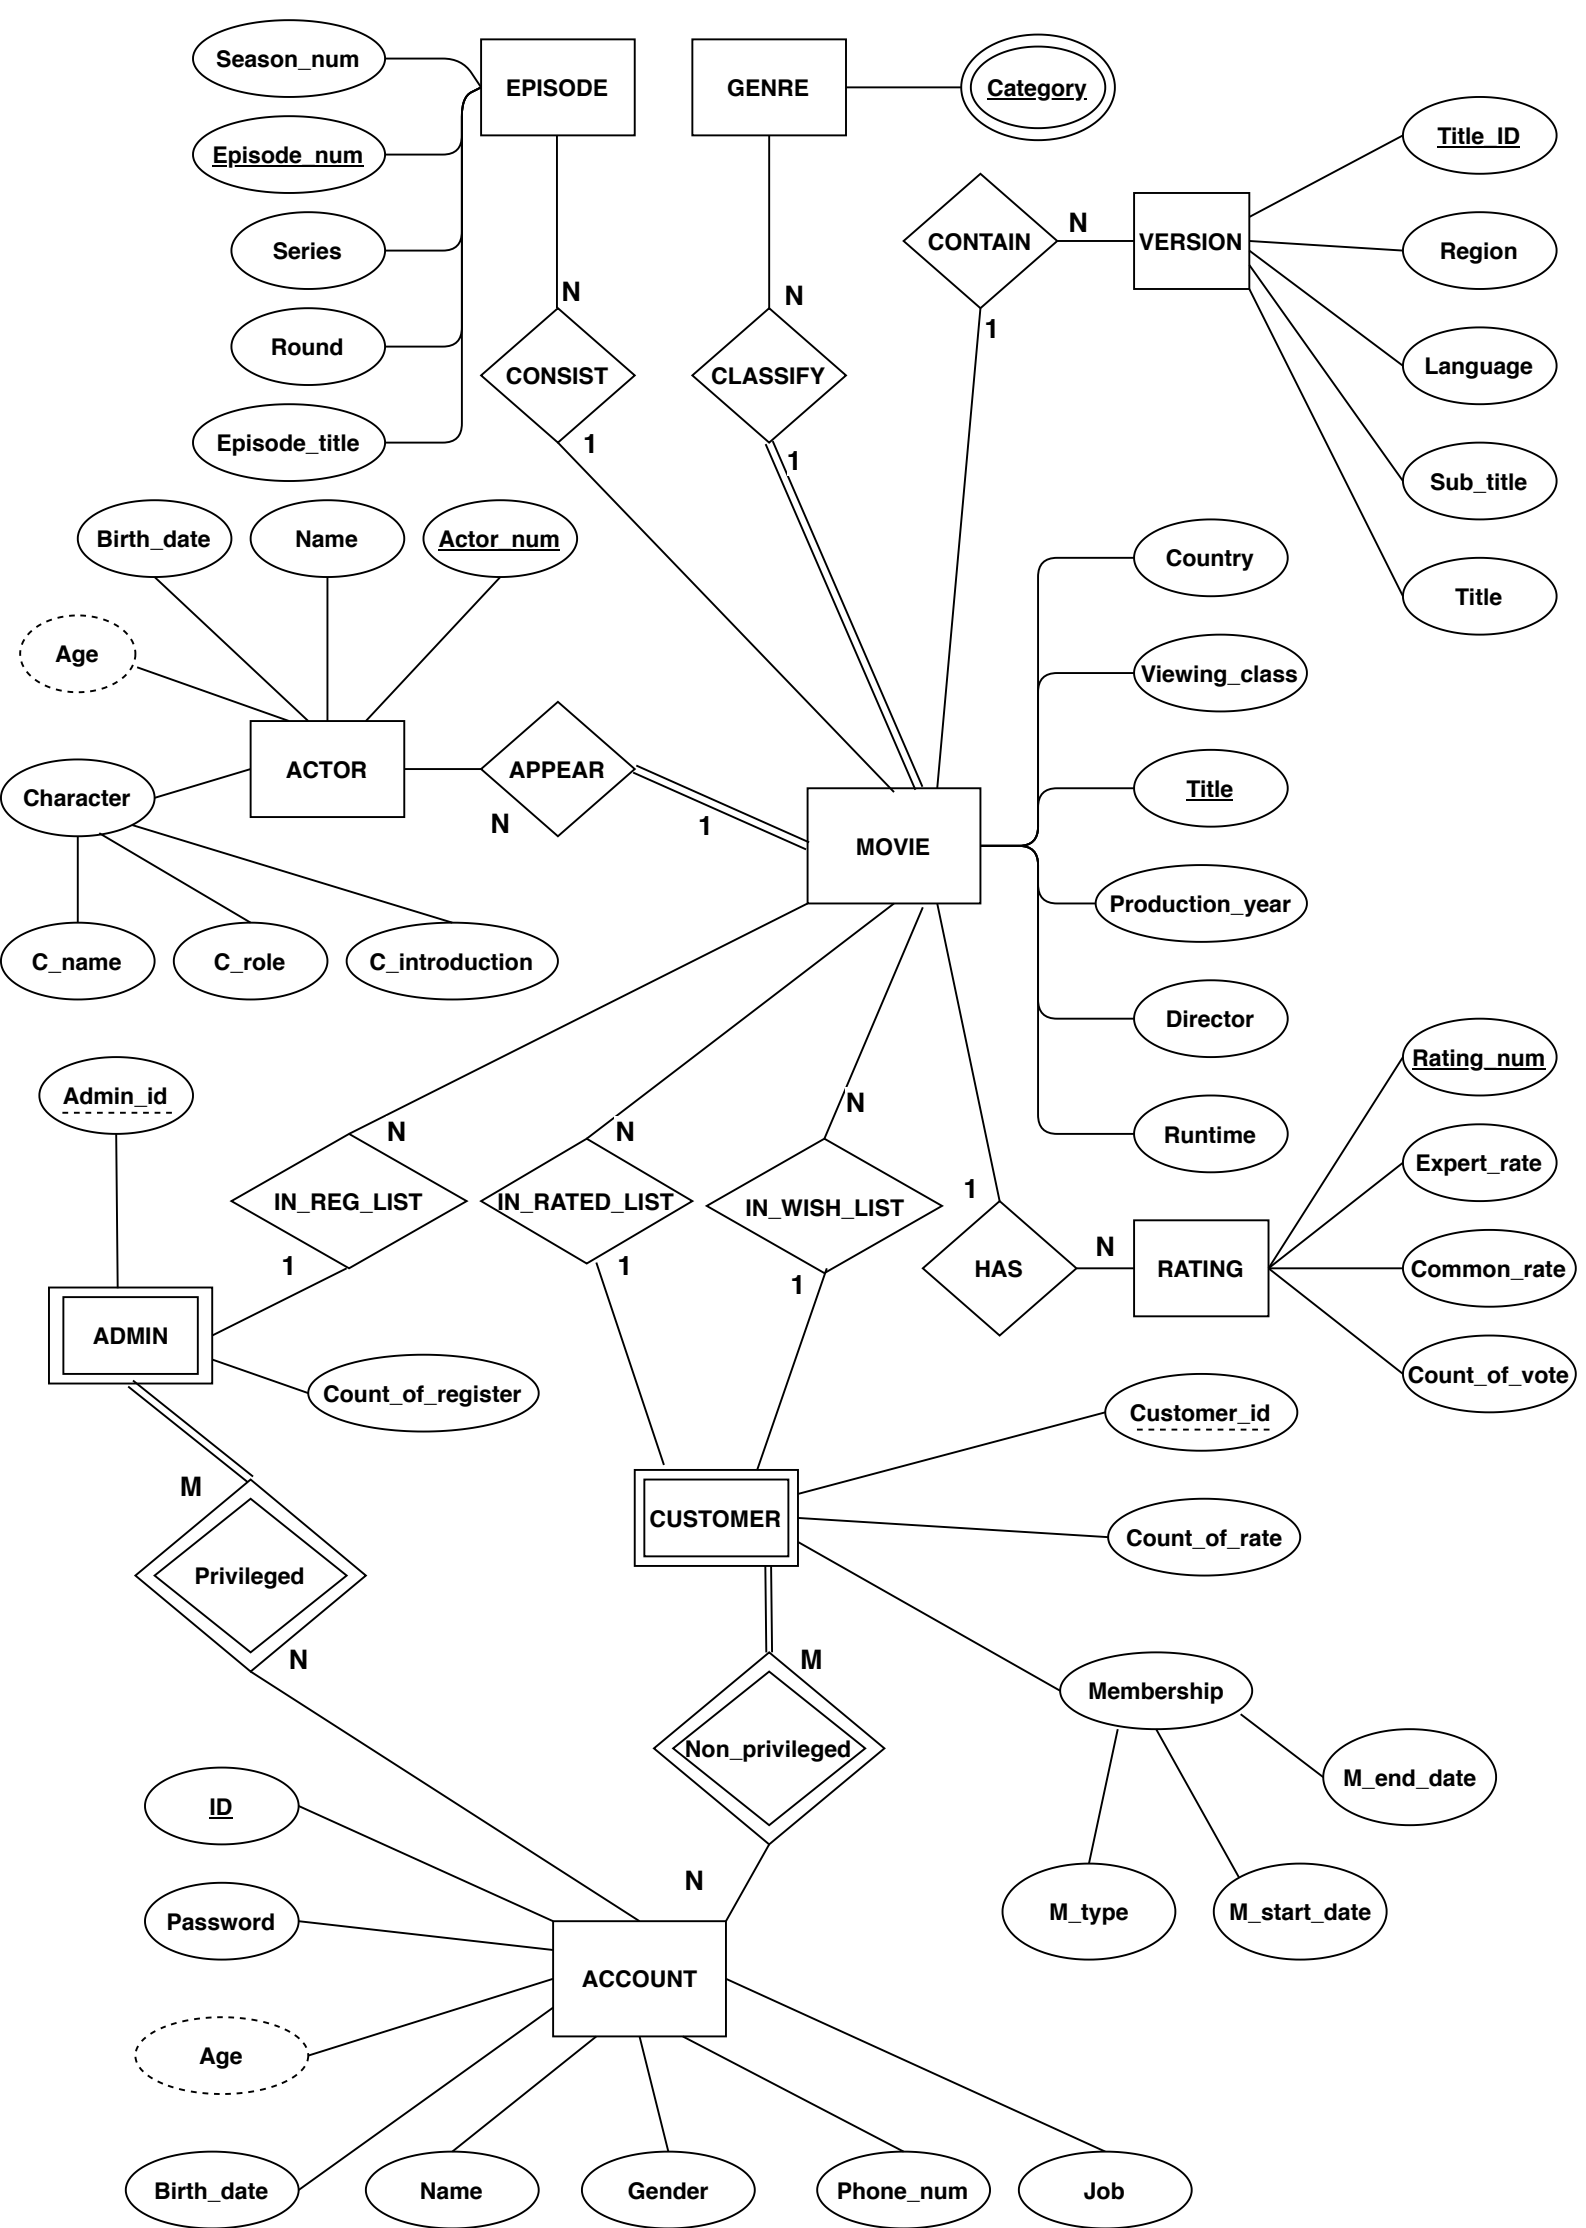 Season_num
EPISODE
GENRE
Category
Episode_num
Title_ID
Series
CONTAIN
N
VERSION
Region
N
N
Round
CONSIST
CLASSIFY
1
Language
Episode_title
1
1
Sub_title
Birth_date
Name
Actor_num
Country
Title
Age
Viewing_class
ACTOR
APPEAR
Character
N
1
MOVIE
Title
Production_year
C_name
C_role
C_introduction
Director
Admin_id
Rating_num
N
N
N
Runtime
Expert_rate
IN_REG_LIST
IN_RATED_LIST
IN_WISH_LIST
1
N
HAS
RATING
Common_rate
1
1
1
ADMIN
Count_of_register
Count_of_vote
Customer_id
M
CUSTOMER
Count_of_rate
Privileged
N
M
Membership
Non_privileged
M_end_date
ID
N
M_type
M_start_date
Password
ACCOUNT
Age
Birth_date
Name
Gender
Phone_num
Job